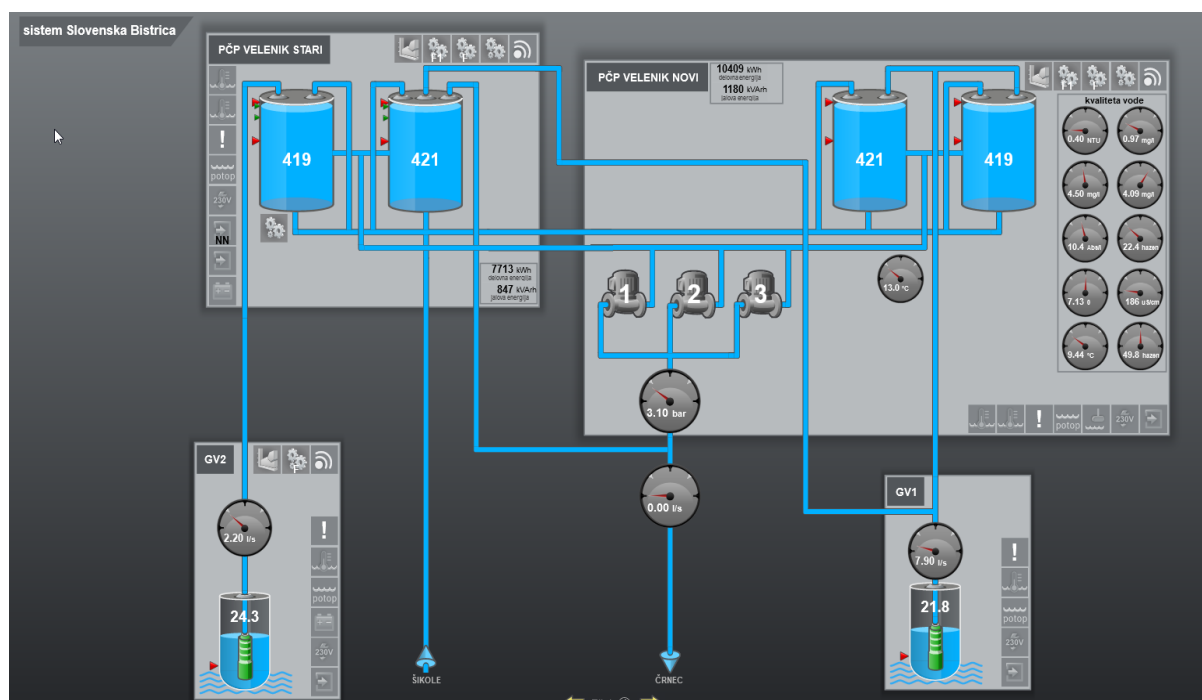 sistem Slovenska Bistrica
PČP VELENIK STARI
FT
F
419
421
!
potop
230V
NN
7713 kWh
delovna energija
847 kVArh
jalova energija
PČP VELENIK NOVI
10409 kWh
delovna energija
1180 kVArh
jalova energija
FT
F
421
419
kvaliteta vode
0.40 NTU
0.97 mg/l
4.50 mg/l
4.09 mg/l
10.4 Abs/l
22.4 hazen
7.13
186 uS/cm
9.44 °C
49.8 hazen
13.0 °C
1
2
3
3.10 bar
!
potop
230V
0.00 l/s
GV2
F
2.20 l/s
24.3
!
potop
230V
GV1
7.90 l/s
21.8
!
potop
230V
ŠIKOLE
ČRNEC